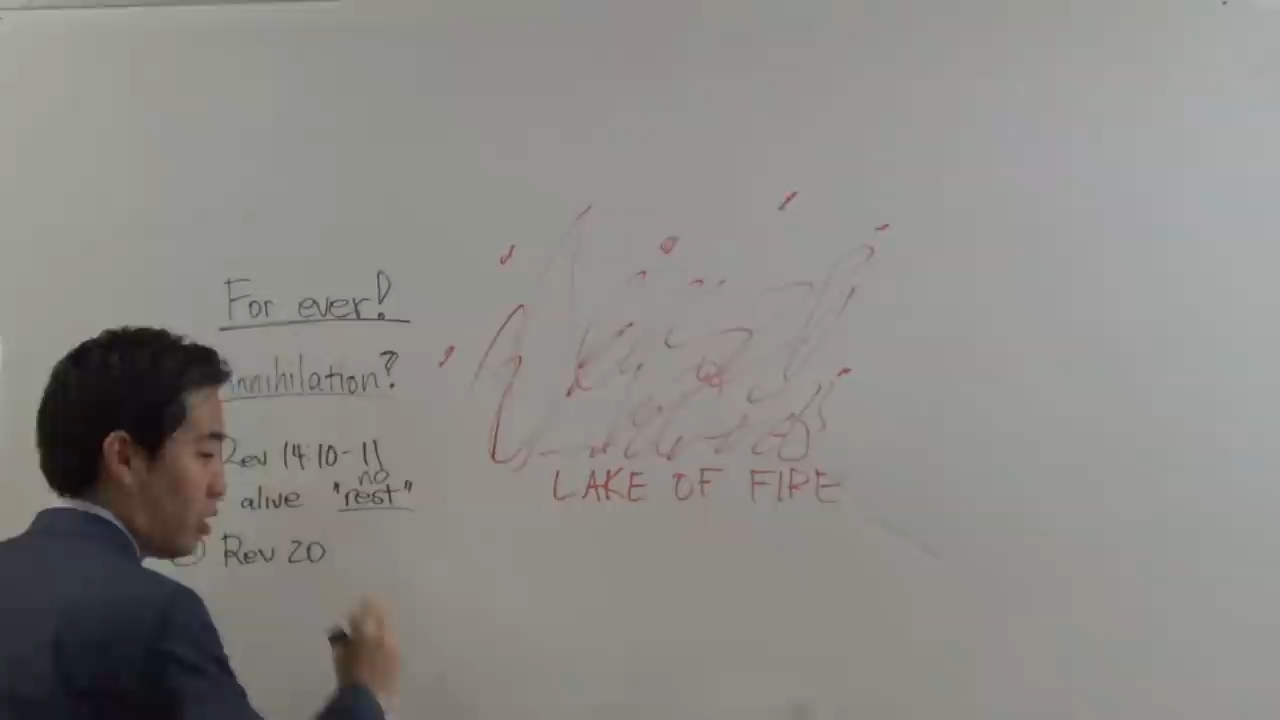 For ever!
Annihilation?
Rev 14:10-11
no
alive "rest"
Rev 20
LAKE OF FIRE